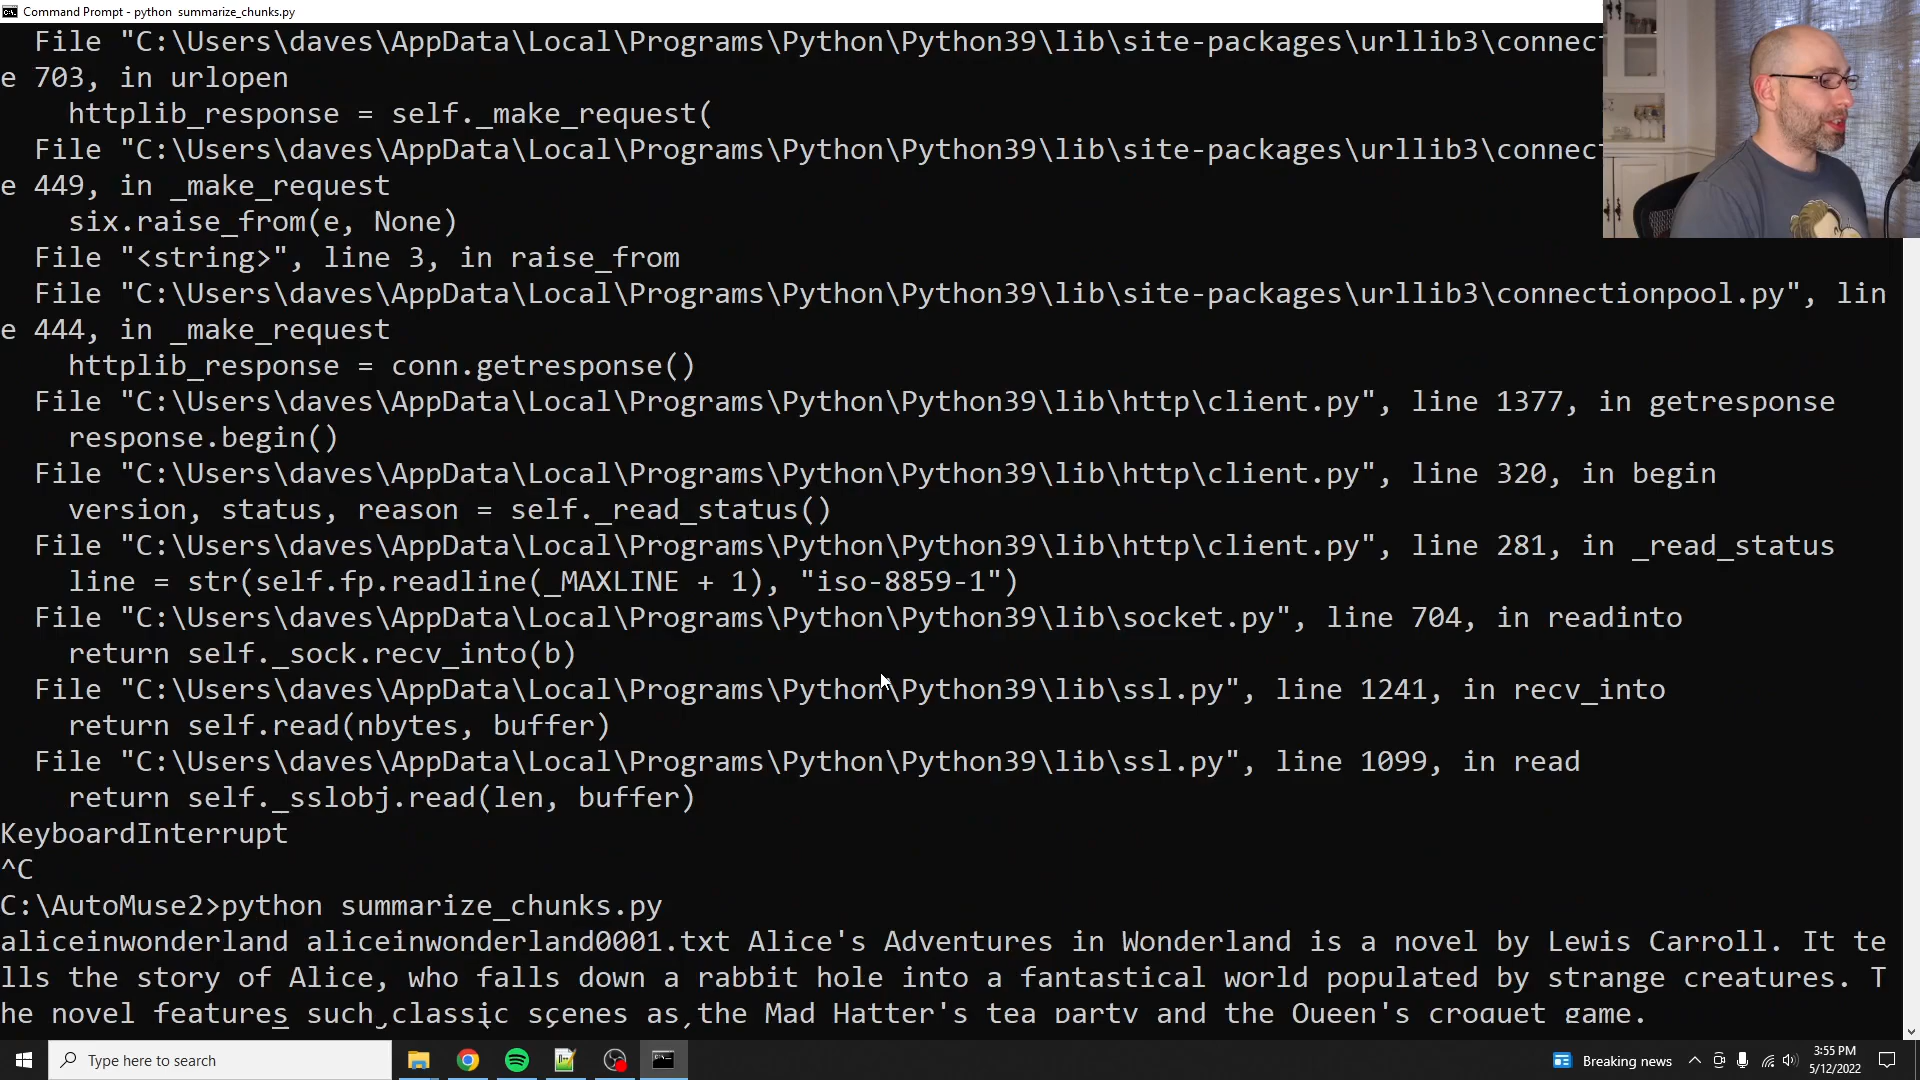 Command Prompt - python  summarize_chunks.py
File "C:\Users\daves\AppData\Local\Programs\Python\Python39\lib\site-packages\urllib3\connect
e 703, in urlopen
httplib_response = self._make_request(
File "C:\Users\daves\AppData\Local\Programs\Python\Python39\lib\site-packages\urllib3\connect
e 449, in _make_request
six.raise_from(e, None)
File "<string>", line 3, in raise_from
File "C:\Users\daves\AppData\Local\Programs\Python\Python39\lib\site-packages\urllib3\connectionpool.py", lin
e 444, in _make_request
httplib_response = conn.getresponse()
File "C:\Users\daves\AppData\Local\Programs\Python\Python39\lib\http\client.py", line 1377, in getresponse
response.begin()
File "C:\Users\daves\AppData\Local\Programs\Python\Python39\lib\http\client.py", line 320, in begin
version, status, reason = self._read_status()
File "C:\Users\daves\AppData\Local\Programs\Python\Python39\lib\http\client.py", line 281, in _read_status
line = str(self.fp.readline(_MAXLINE + 1), "iso-8859-1")
File "C:\Users\daves\AppData\Local\Programs\Python\Python39\lib\socket.py", line 704, in readinto
return self._sock.recv_into(b)
File "C:\Users\daves\AppData\Local\Programs\Python\Python39\lib\ssl.py", line 1241, in recv_into
return self.read(nbytes, buffer)
File "C:\Users\daves\AppData\Local\Programs\Python\Python39\lib\ssl.py", line 1099, in read
return self._sslobj.read(len, buffer)
KeyboardInterrupt
^C
C:\AutoMuse2>python summarize_chunks.py
aliceinwonderland aliceinwonderland0001.txt Alice's Adventures in Wonderland is a novel by Lewis Carroll. It te
lls the story of Alice, who falls down a rabbit hole into a fantastical world populated by strange creatures. T
he novel features such classic scenes as the Mad Hatter's tea party and the Queen's croquet game.
Type here to search
Breaking news
3:55 PM
5/12/2022